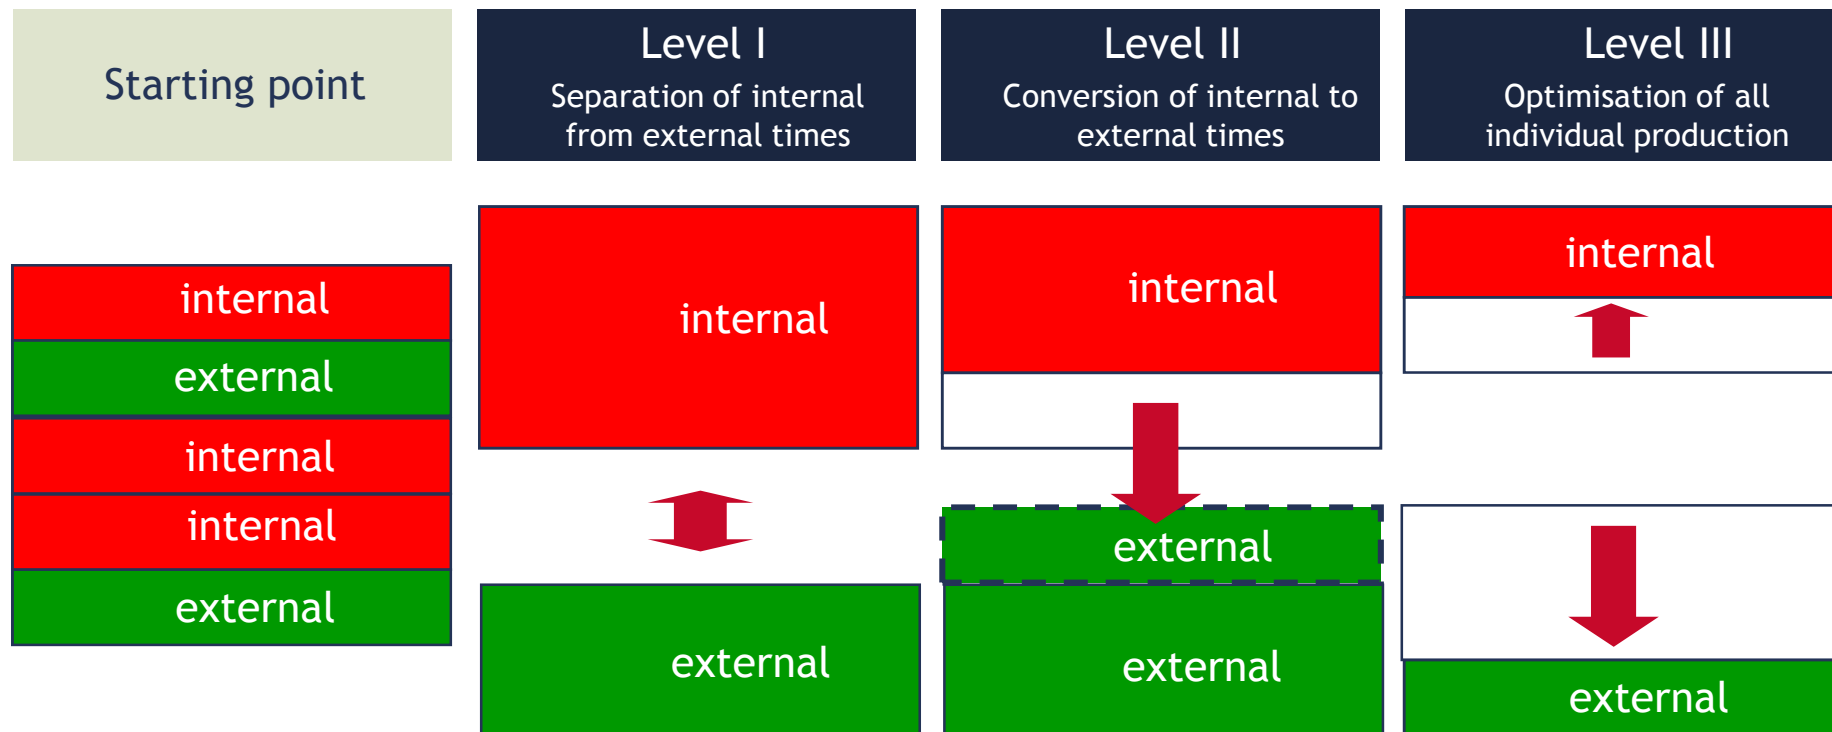 Starting point
Level I
Separation of internal
from external times
Level II
Conversion of internal to
external times
Level III
Optimisation of all
individual production
internal
external
internal
internal
external
internal
external
internal
external
external
internal
external